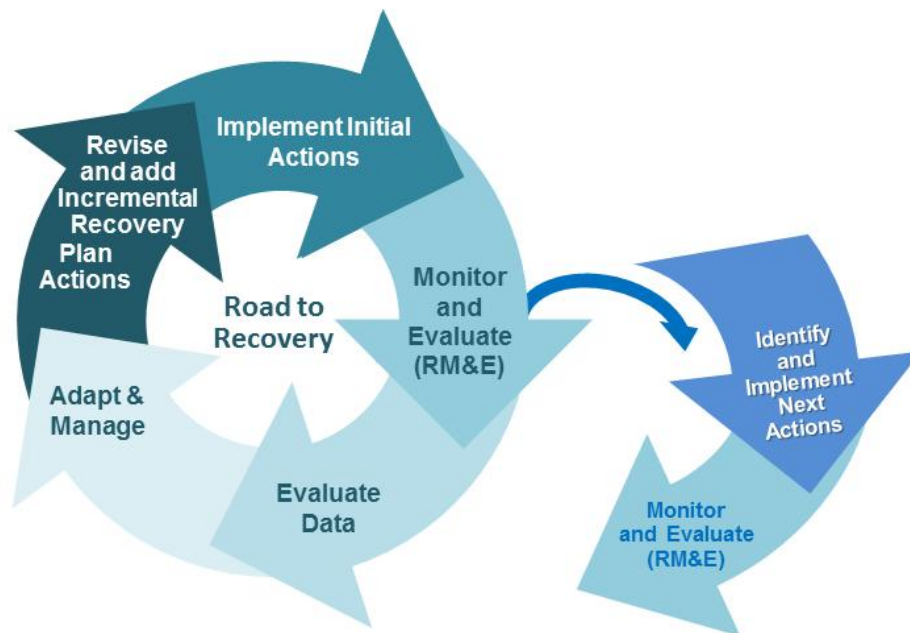 Implement Initial
Actions
Revise
and add
Incremental
Recovery
Plan
Actions
Road to
Recovery
Monitor
and
Evaluate
(RM&E)
Adapt &
Manage
Evaluate
Data
Identify
and
Implement
Next
Actions
Monitor
and Evaluate
(RM&E)